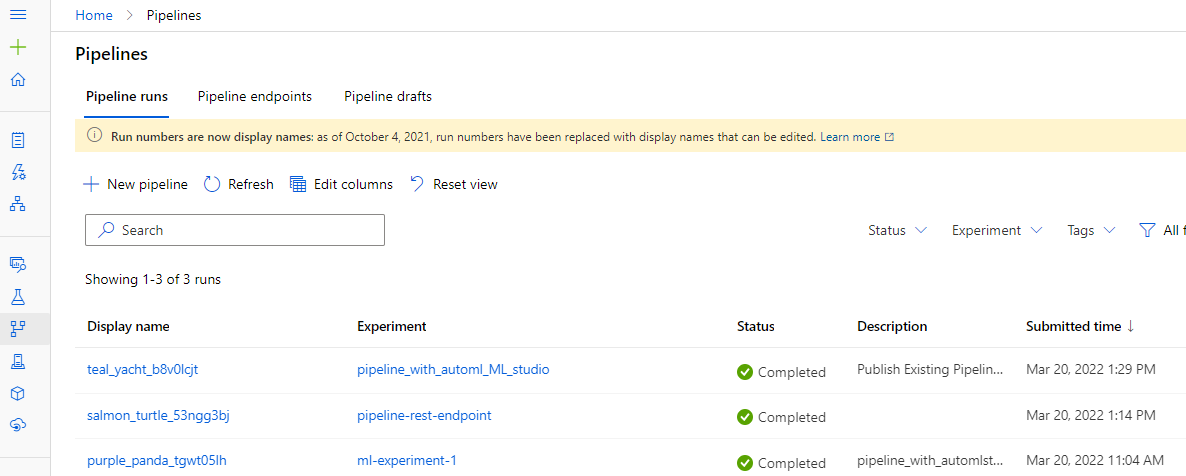 Home > Pipelines
Pipelines
Pipeline runs Pipeline endpoints Pipeline drafts
Run numbers are now display names: as of October 4, 2021, run numbers have been replaced with display names that can be edited. Learn more
New pipeline Refresh Edit columns Reset view
Search
Status Experiment Tags All f
Showing 1-3 of 3 runs
Display name Experiment Status Description Submitted time ↓
teal_yacht_b8v0lcjt pipeline_with_automl_ML_studio Completed Publish Existing Pipelin... Mar 20, 2022 1:29 PM
salmon_turtle_53ngg3bj pipeline-rest-endpoint Completed Mar 20, 2022 1:14 PM
purple_panda_tgwt05lh ml-experiment-1 Completed pipeline_with_automlst... Mar 20, 2022 11:04 AM